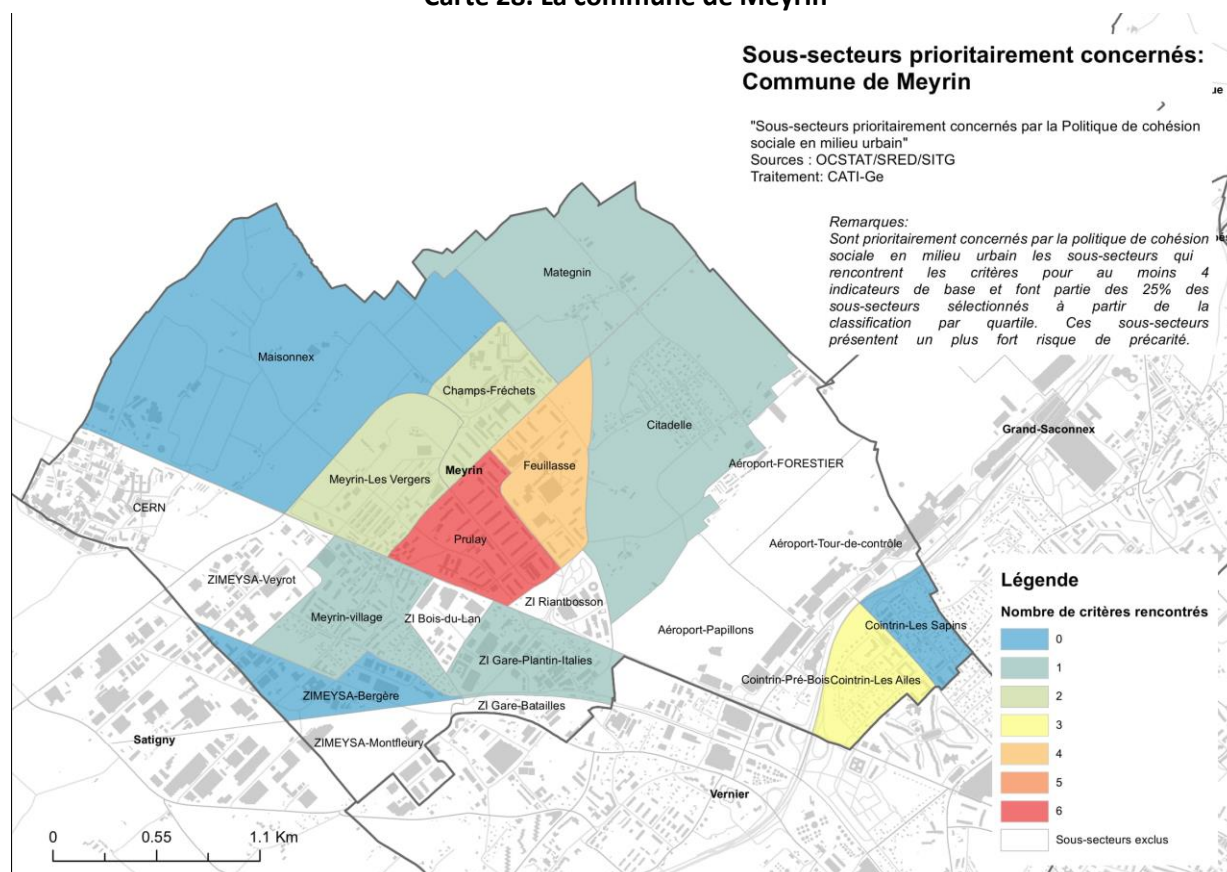 Carte 28: La commune de Meyrin
Sous-secteurs prioritairement concernés:
Commune de Meyrin
"Sous-secteurs prioritairement concernés par la Politique de cohésion
sociale en milieu urbain"
Sources : OCSTAT/SRED/SITG
Traitement: CATI-Ge
Remarques:
Sont prioritairement concernés par la politique de cohésion
sociale en milieu urbain les sous-secteurs qui
rencontrent les critères pour au moins 4
indicateurs de base et font partie des 25% des
sous-secteurs sélectionnés à partir de la
classification par quartile. Ces sous-secteurs
présentent un plus fort risque de précarité.
Mategnin
Maisonnex
Champs-Fréchets
Citadelle
Grand-Saconnex
Feuillasse
Aéroport-FORESTIER
Meyrin
Meyrin-Les Vergers
CERN
Prulay
Aéroport-Tour-de-contrôle
ZIMEYSA-Veyrot
ZI Riantbosson
Meyrin-village
ZI Bois-du-Lan
Aéroport-Papillons
Cointrin-Les Sapins
ZI Gare-Plantin-Italies
Cointrin-Pré-Bois
Cointrin-Les Ailes
ZIMEYSA-Bergère
ZI Gare-Batailles
Satigny
ZIMEYSA-Montfleury
Vernier
Légende
Nombre de critères rencontrés
0
1
2
3
4
5
6
Sous-secteurs exclus
0 0.55 1.1 Km